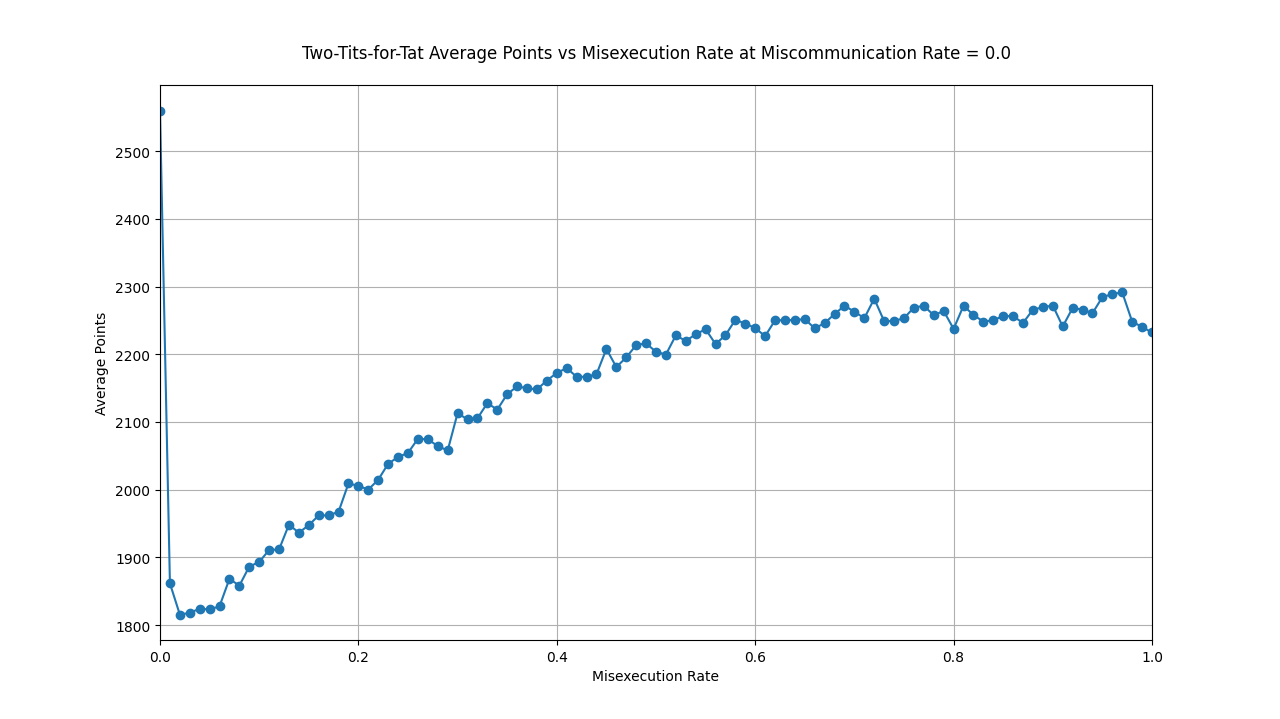 Two-Tits-for-Tat Average Points vs Misexecution Rate at Miscommunication Rate = 0.0
Average Points
2500
2400
2300
2200
2100
2000
1900
1800
0.0 0.2 0.4 0.6 0.8 1.0
Misexecution Rate